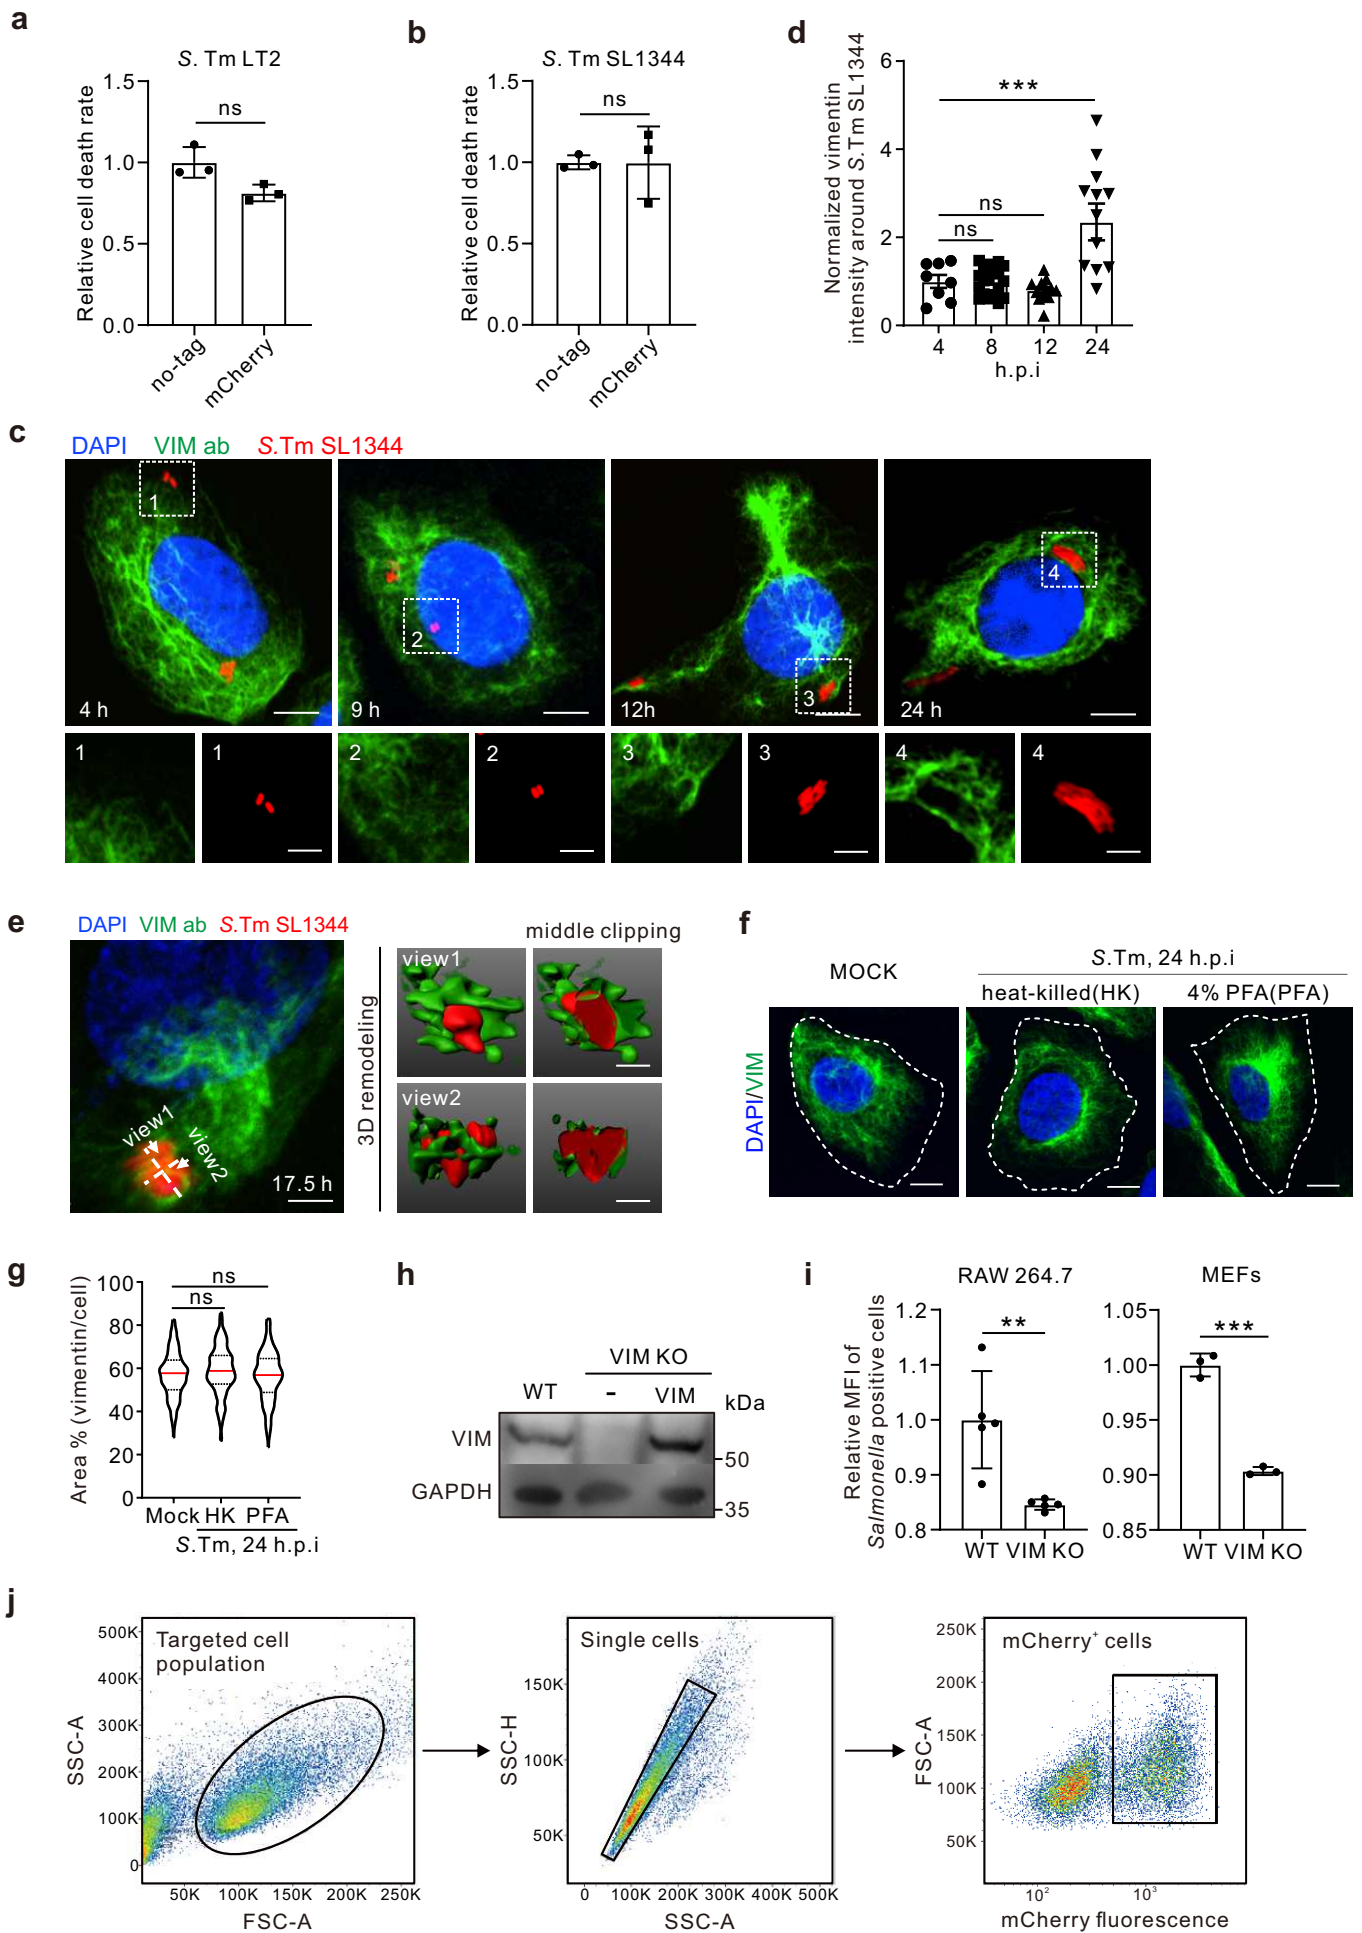 a
S. Tm LT2
Relative cell death rate
1.5
1.0
0.5
0.0
ns
no-tag
mCherry
b
S. Tm SL1344
Relative cell death rate
1.5
1.0
0.5
0.0
ns
no-tag
mCherry
d
Normalized vimentin
intensity around S.Tm SL1344
6
4
2
0
***
ns
ns
4 8 12 24
h.p.i
c
DAPI VIM ab S.Tm SL1344
1
4 h
2
9 h
3
12h
4
24 h
1 1 2 2 3 3 4 4
e
DAPI VIM ab S.Tm SL1344
view1
view2
17.5 h
3D remodeling
middle clipping
view1
view2
f
MOCK
S.Tm, 24 h.p.i
heat-killed(HK)
4% PFA(PFA)
DAPI/VIM
g
Area % (vimentin/cell)
100
80
60
40
20
0
ns
ns
Mock HK PFA
S.Tm, 24 h.p.i
h
VIM KO
WT - VIM
kDa
VIM
50
GAPDH
35
i
RAW 264.7
Relative MFI of
Salmonella positive cells
1.2
1.1
1.0
0.9
0.8
**
WT VIM KO
MEFs
1.05
1.00
0.95
0.90
0.85
***
WT VIM KO
j
Targeted cell
population
SSC-A
500K
400K
300K
200K
100K
0
50K 100K 150K 200K 250K
FSC-A
Single cells
SSC-H
150K
100K
50K
0 100K 200K 300K 400K 500K
SSC-A
mCherry⁺ cells
FSC-A
250K
200K
150K
100K
50K
10² 10³
mCherry fluorescence